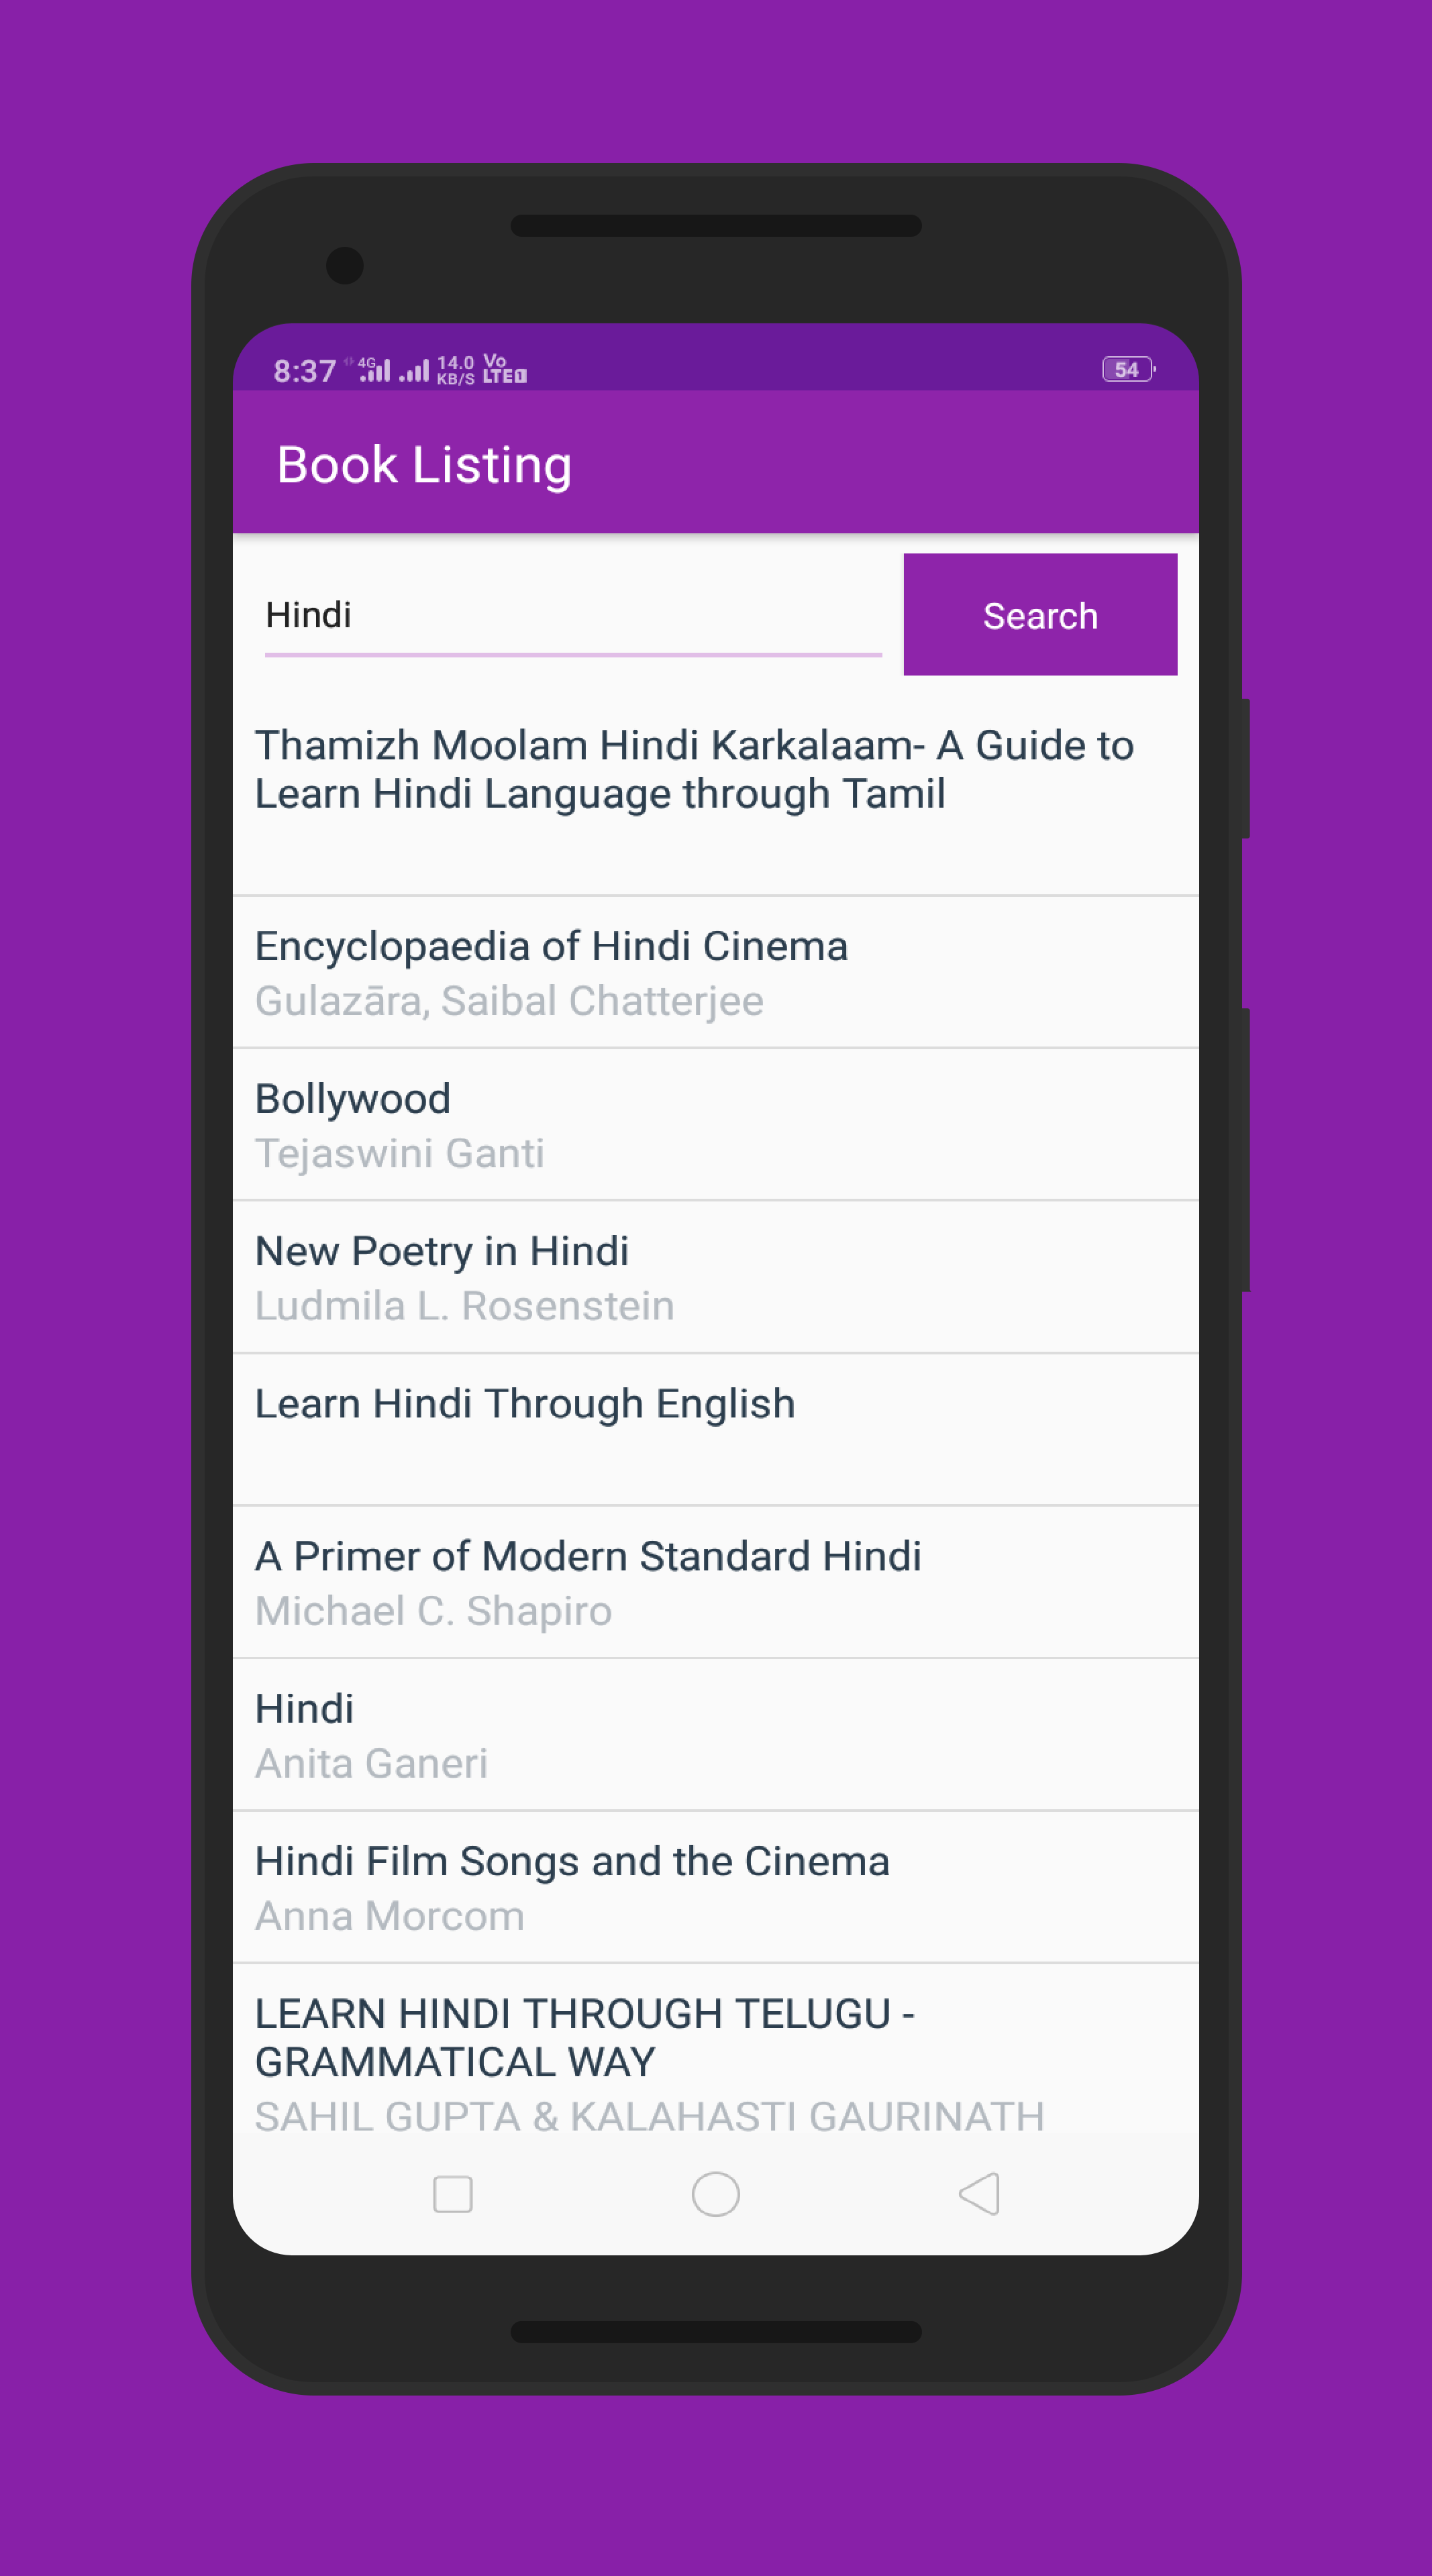 8:37 4G 14.0 KB/S Vo LTE 1 54
Book Listing
Hindi
Search
Thamizh Moolam Hindi Karkalaam- A Guide to
Learn Hindi Language through Tamil
Encyclopaedia of Hindi Cinema
Gulazāra, Saibal Chatterjee
Bollywood
Tejaswini Ganti
New Poetry in Hindi
Ludmila L. Rosenstein
Learn Hindi Through English
A Primer of Modern Standard Hindi
Michael C. Shapiro
Hindi
Anita Ganeri
Hindi Film Songs and the Cinema
Anna Morcom
LEARN HINDI THROUGH TELUGU -
GRAMMATICAL WAY
SAHIL GUPTA & KALAHASTI GAURINATH